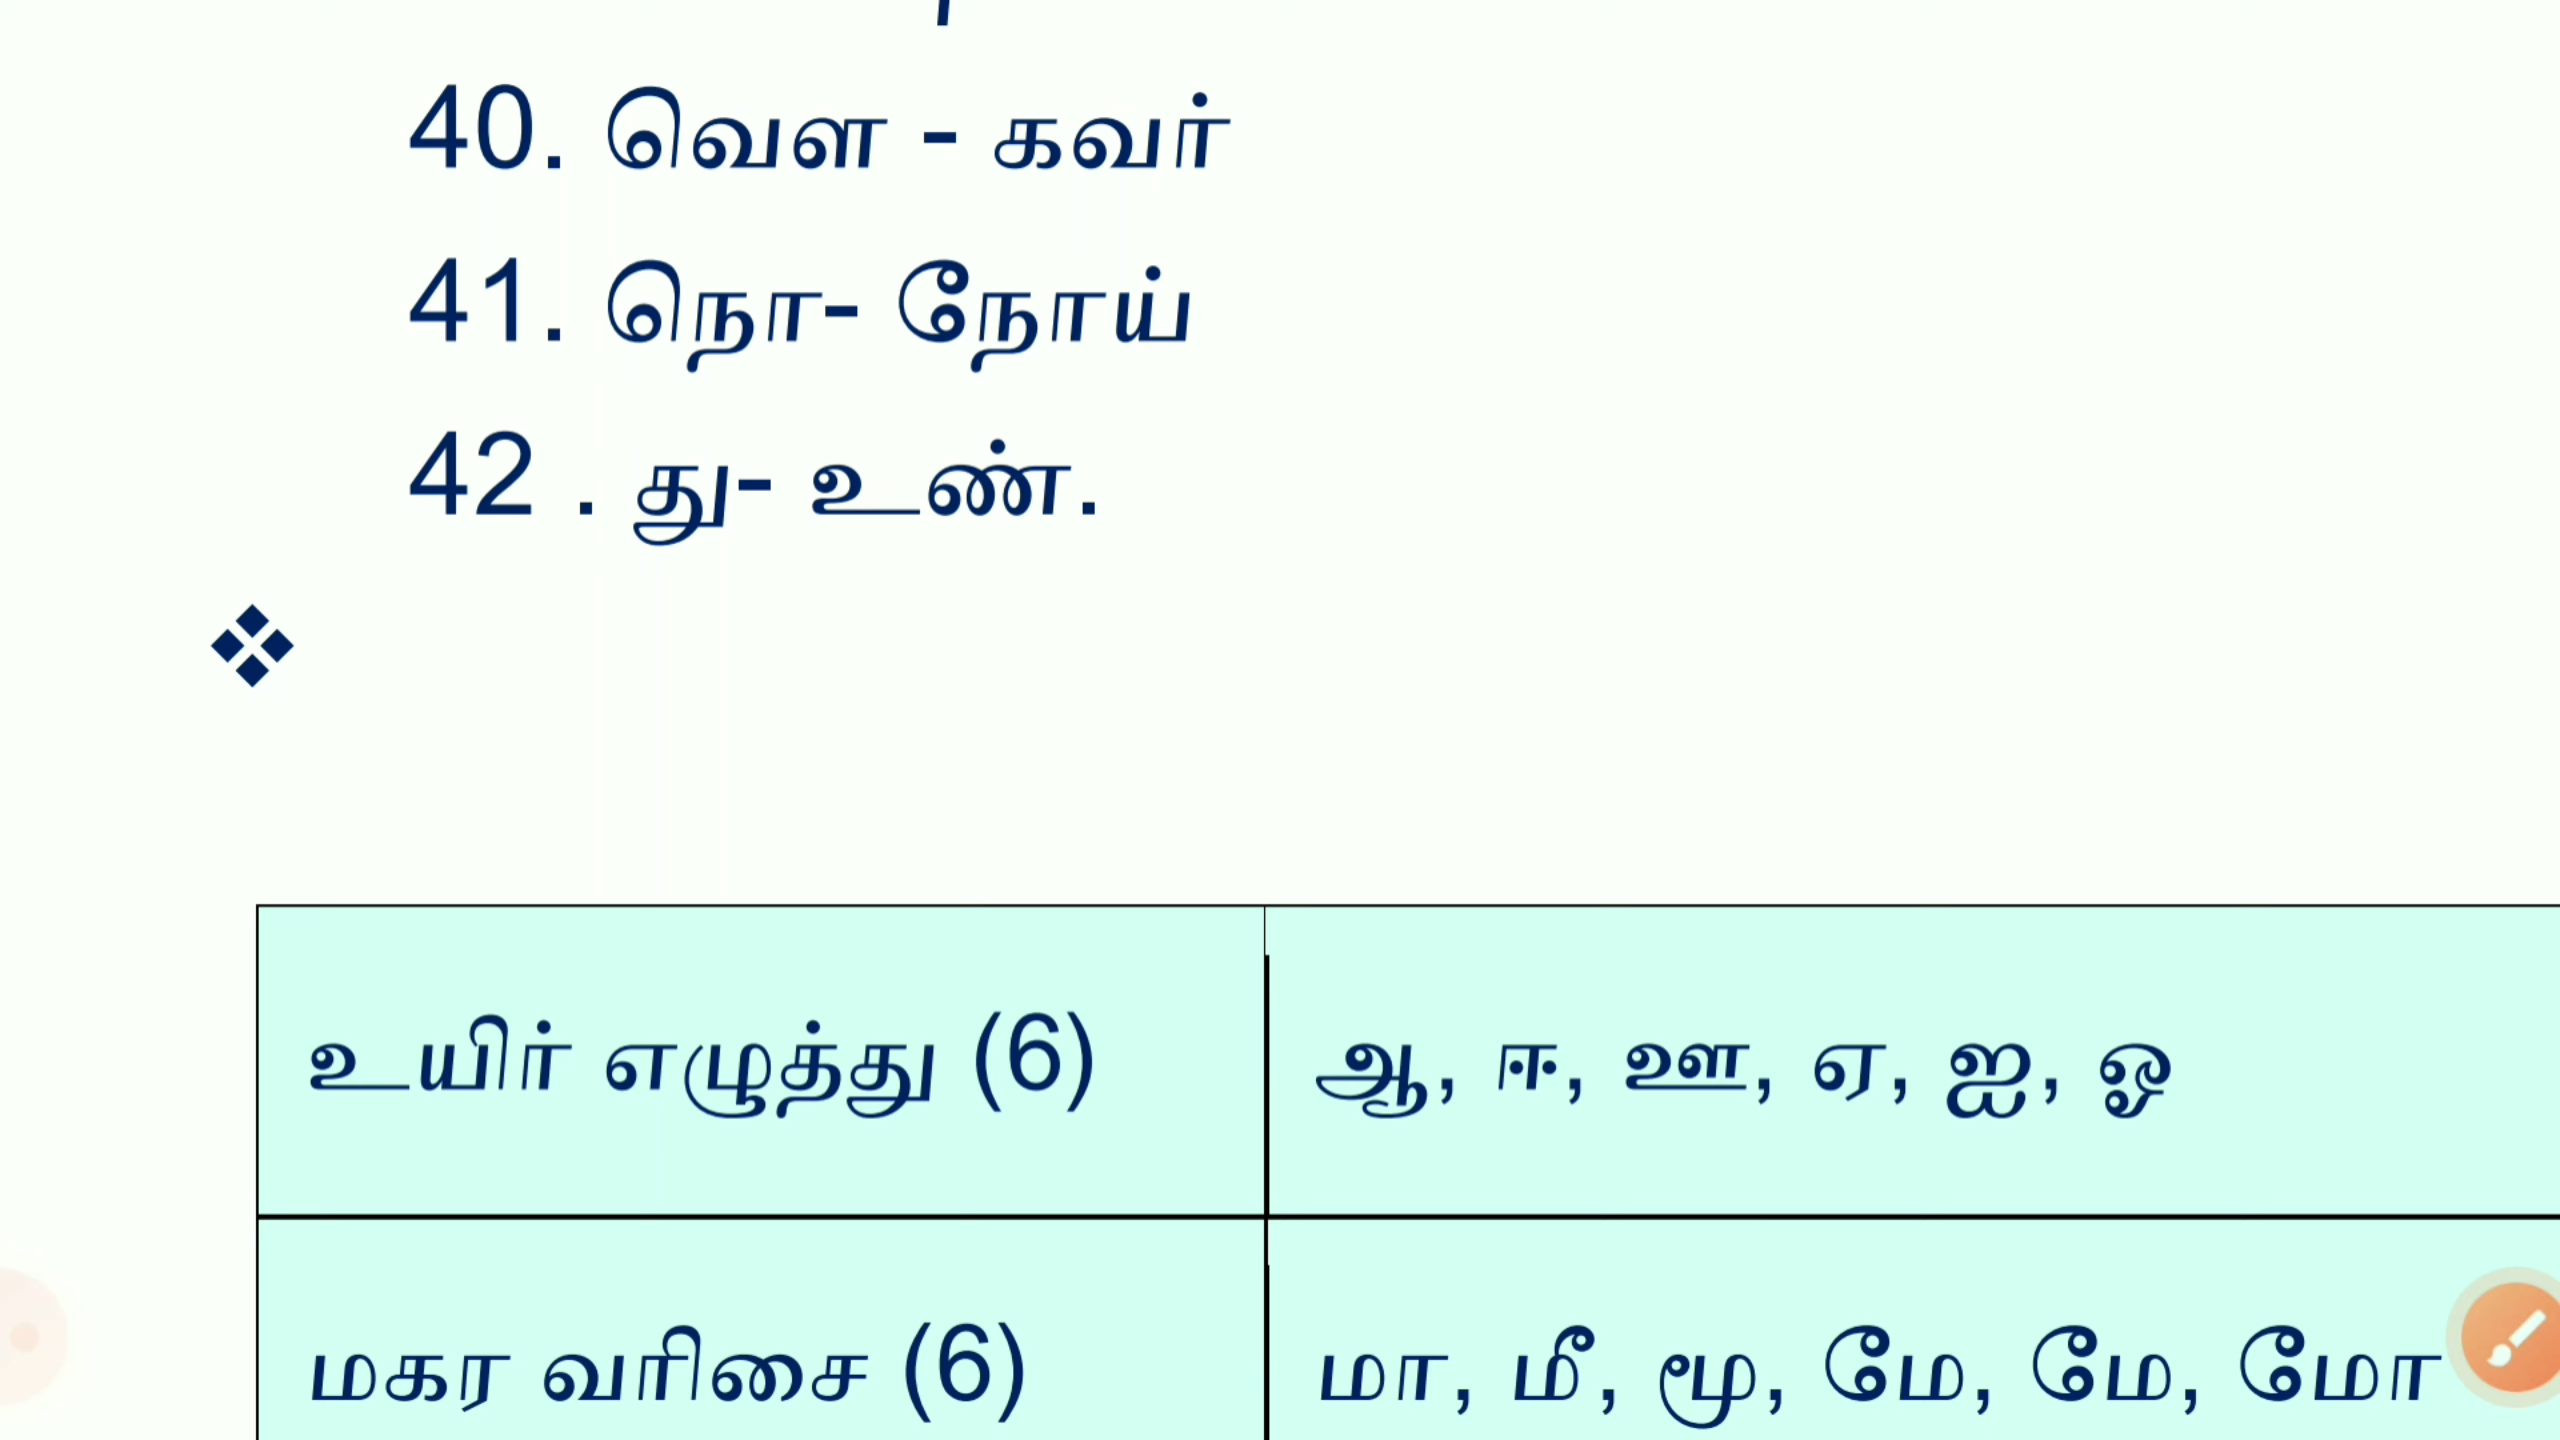 40. வெள - கவர்
41. நொ- நோய்
42 . து- உண்.
உயிர் எழுத்து (6) ஆ, ஈ, ஊ, ஏ, ஐ, ஓ
மகர வரிசை (6) மா, மீ, மூ, மே, மே, மோ